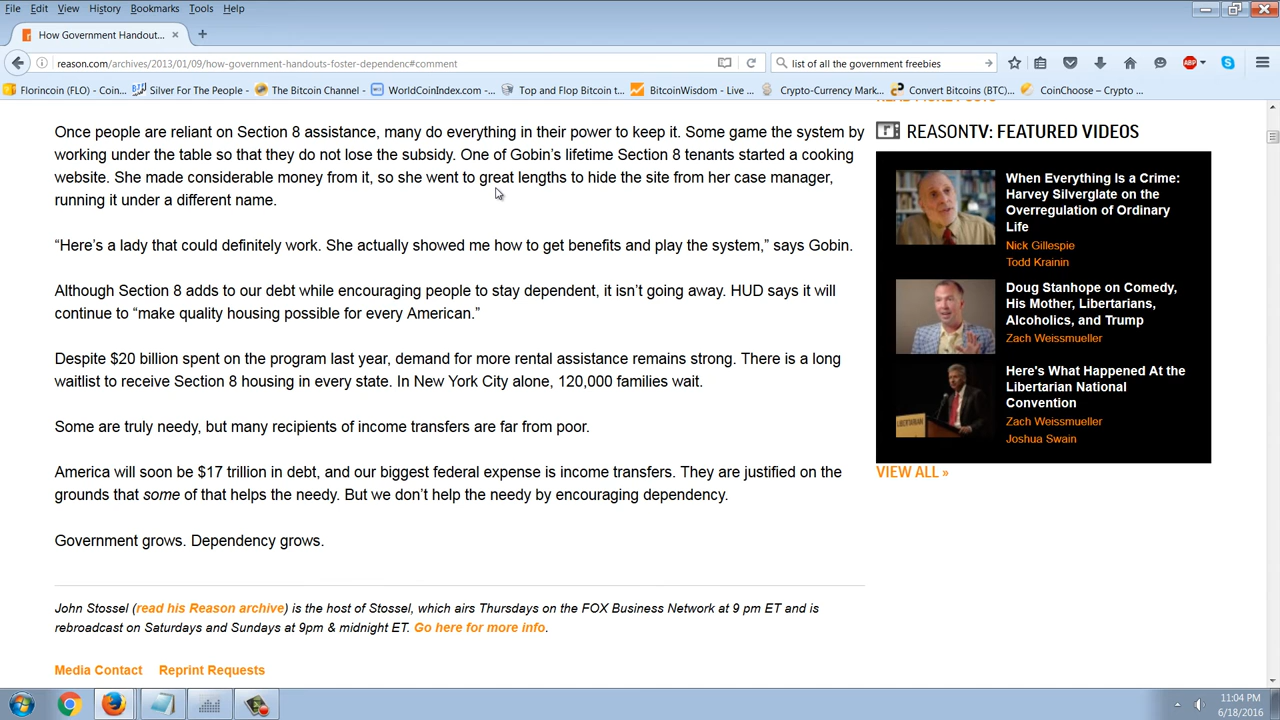 File Edit View History Bookmarks Tools Help
How Government Handout... × +
reason.com/archives/2013/01/09/how-government-handouts-foster-dependenc#comment
list of all the government freebies
ABP
Florincoin (FLO) - Coin...
Silver For The People -
The Bitcoin Channel -
WorldCoinIndex.com -...
Top and Flop Bitcoin t...
BitcoinWisdom - Live ...
Crypto-Currency Mark...
Convert Bitcoins (BTC)...
CoinChoose – Crypto ...
READ MORE POSTS
Once people are reliant on Section 8 assistance, many do everything in their power to keep it. Some game the system by
working under the table so that they do not lose the subsidy. One of Gobin’s lifetime Section 8 tenants started a cooking
website. She made considerable money from it, so she went to great lengths to hide the site from her case manager,
running it under a different name.
“Here’s a lady that could definitely work. She actually showed me how to get benefits and play the system,” says Gobin.
Although Section 8 adds to our debt while encouraging people to stay dependent, it isn’t going away. HUD says it will
continue to “make quality housing possible for every American.”
Despite $20 billion spent on the program last year, demand for more rental assistance remains strong. There is a long
waitlist to receive Section 8 housing in every state. In New York City alone, 120,000 families wait.
Some are truly needy, but many recipients of income transfers are far from poor.
America will soon be $17 trillion in debt, and our biggest federal expense is income transfers. They are justified on the
grounds that some of that helps the needy. But we don’t help the needy by encouraging dependency.
Government grows. Dependency grows.
John Stossel (read his Reason archive) is the host of Stossel, which airs Thursdays on the FOX Business Network at 9 pm ET and is
rebroadcast on Saturdays and Sundays at 9pm & midnight ET. Go here for more info.
Media Contact Reprint Requests
REASONTV: FEATURED VIDEOS
When Everything Is a Crime:
Harvey Silverglate on the
Overregulation of Ordinary
Life
Nick Gillespie
Todd Krainin
Doug Stanhope on Comedy,
His Mother, Libertarians,
Alcoholics, and Trump
Zach Weissmueller
Here’s What Happened At the
Libertarian National
Convention
Zach Weissmueller
Joshua Swain
VIEW ALL »
11:04 PM
6/18/2016